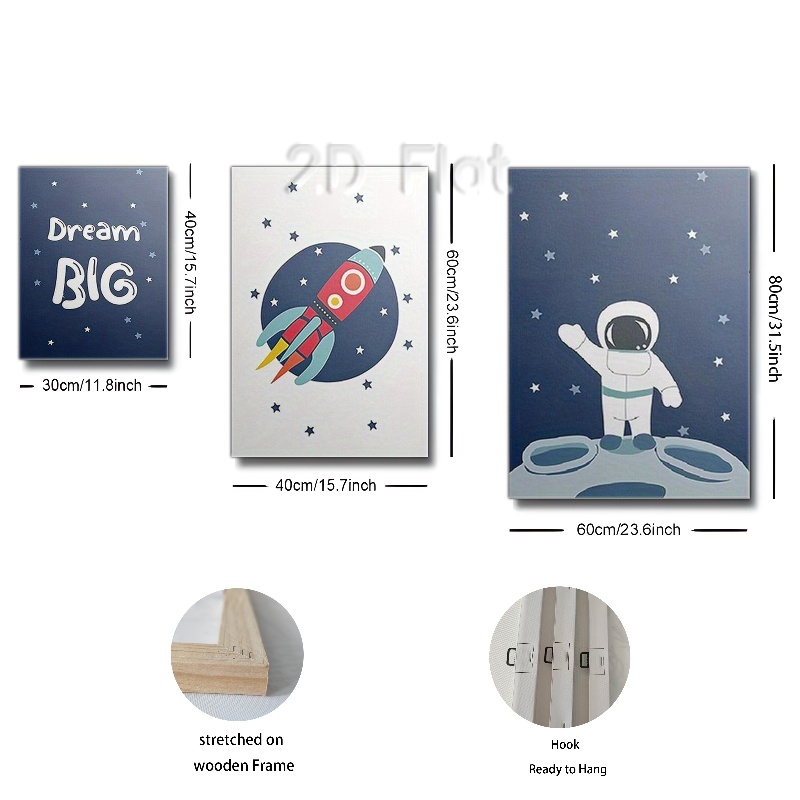 2D Flat
Dream
BIG
40cm/15.7inch
30cm/11.8inch
60cm/23.6inch
40cm/15.7inch
80cm/31.5inch
60cm/23.6inch
stretched on
wooden Frame
Hook
Ready to Hang